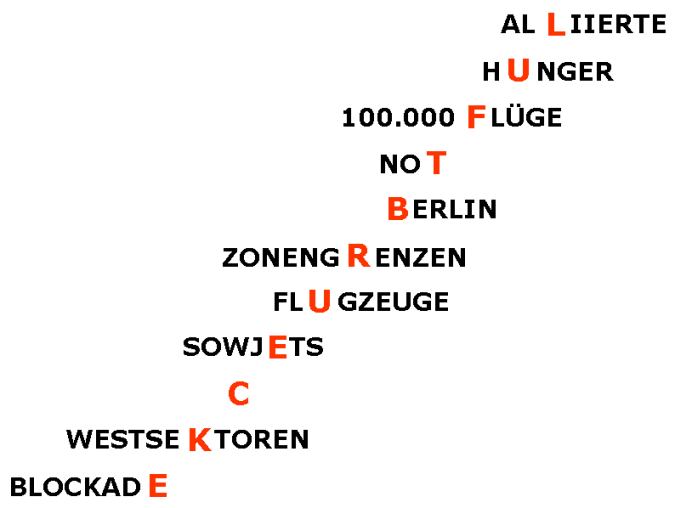 ALLIIERTE
HUNGER
100.000 FLÜGE
NOT
BERLIN
ZONENGRENZEN
FLUGZEUGE
SOWJETS
C
WESTSEKTOREN
BLOCKADE